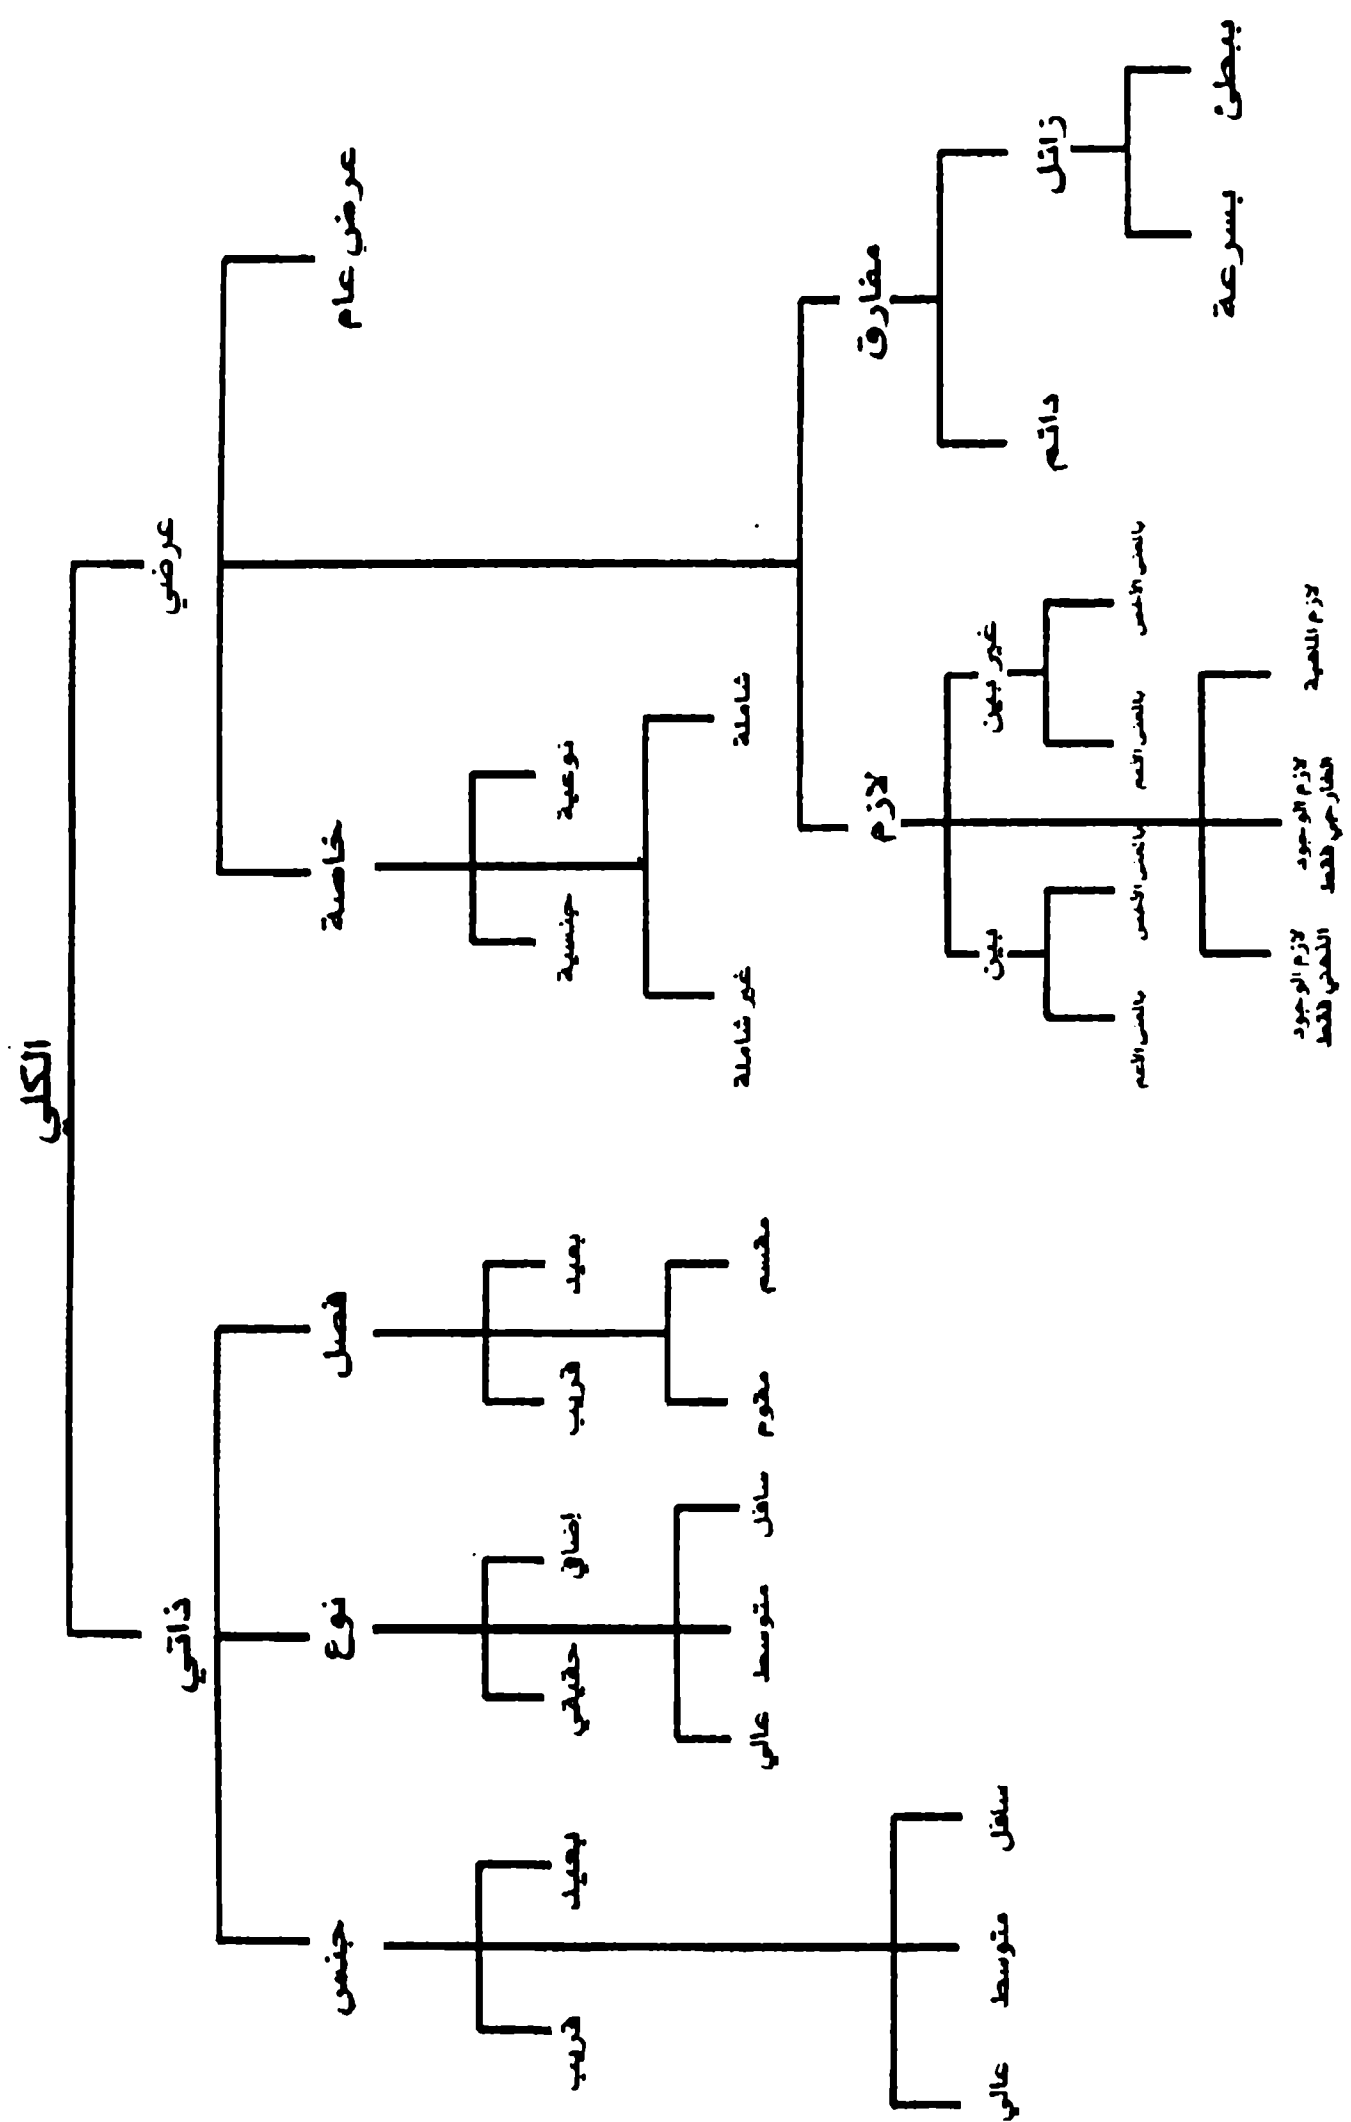 الكلي
عرضي
ذاتي
عرض عام
خاصة
فصل
نوع
جنس
نوعية
جنسية
بعيد
قريب
إضافي
حقيقي
بعيد
قريب
شاملة
غير شاملة
مقسم
مقوم
سافل
متوسط
عالي
سافل
متوسط
عالي
مفارق
لازم
زائل
دائم
غير بين
بين
ببطئ
بسرعة
بالمعنى الأخص
بالمعنى الأعم
بالمعنى الأخص
بالمعنى الأعم
لازم الماهية
لازم الوجود
الخارجي فقط
لازم الوجود
الذهني فقط